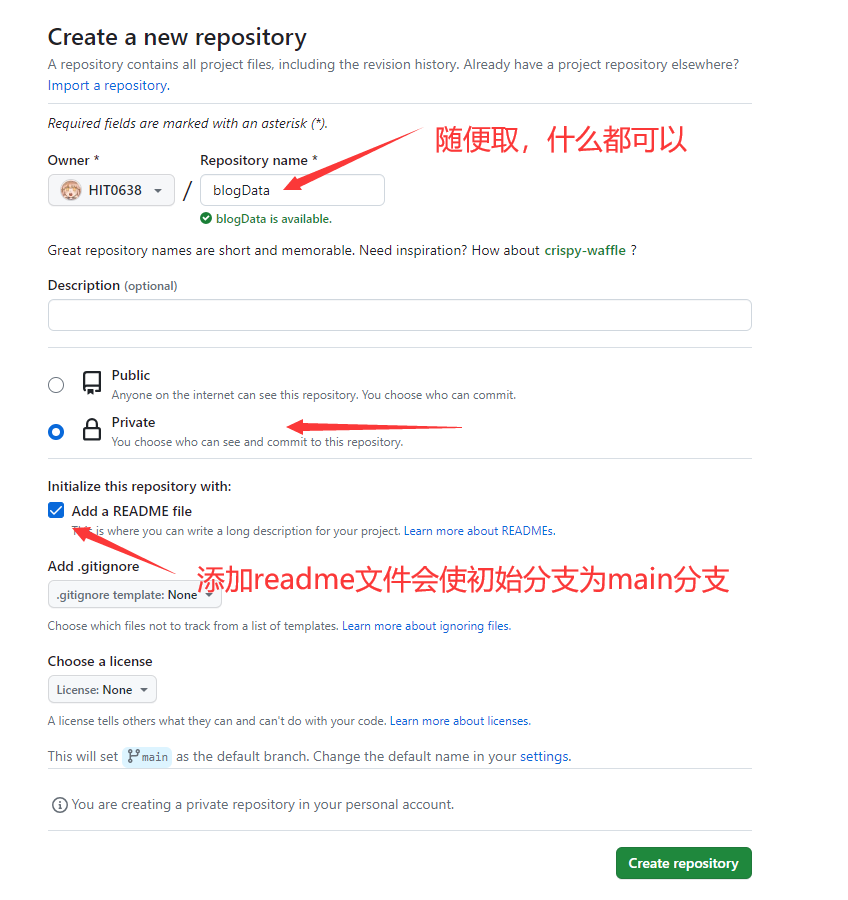 Create a new repository
A repository contains all project files, including the revision history. Already have a project repository elsewhere?
Import a repository.
Required fields are marked with an asterisk (*).
随便取，什么都可以
Owner *
Repository name *
HIT0638
/
blogData
blogData is available.
Great repository names are short and memorable. Need inspiration? How about crispy-waffle ?
Description (optional)
Public
Anyone on the internet can see this repository. You choose who can commit.
Private
You choose who can see and commit to this repository.
Initialize this repository with:
Add a README file
This is where you can write a long description for your project. Learn more about READMEs.
Add .gitignore
添加readme文件会使初始分支为main分支
.gitignore template: None
Choose which files not to track from a list of templates. Learn more about ignoring files.
Choose a license
License: None
A license tells others what they can and can't do with your code. Learn more about licenses.
This will set main as the default branch. Change the default name in your settings.
You are creating a private repository in your personal account.
Create repository